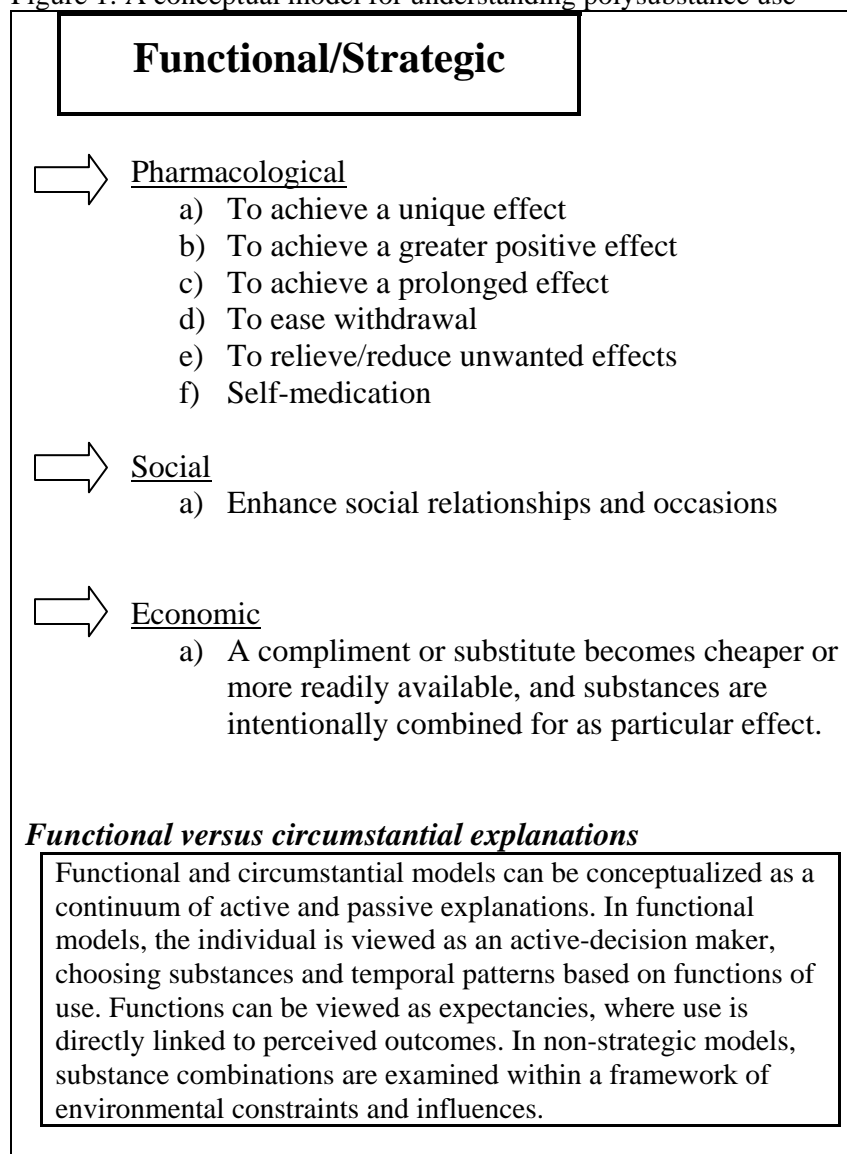 Figure 1. A conceptual model for understanding polysubstance use
Functional/Strategic
Pharmacological
a) To achieve a unique effect
b) To achieve a greater positive effect
c) To achieve a prolonged effect
d) To ease withdrawal
e) To relieve/reduce unwanted effects
f) Self-medication
Social
a) Enhance social relationships and occasions
Economic
a) A compliment or substitute becomes cheaper or
more readily available, and substances are
intentionally combined for as particular effect.
Functional versus circumstantial explanations
Functional and circumstantial models can be conceptualized as a
continuum of active and passive explanations. In functional
models, the individual is viewed as an active-decision maker,
choosing substances and temporal patterns based on functions of
use. Functions can be viewed as expectancies, where use is
directly linked to perceived outcomes. In non-strategic models,
substance combinations are examined within a framework of
environmental constraints and influences.